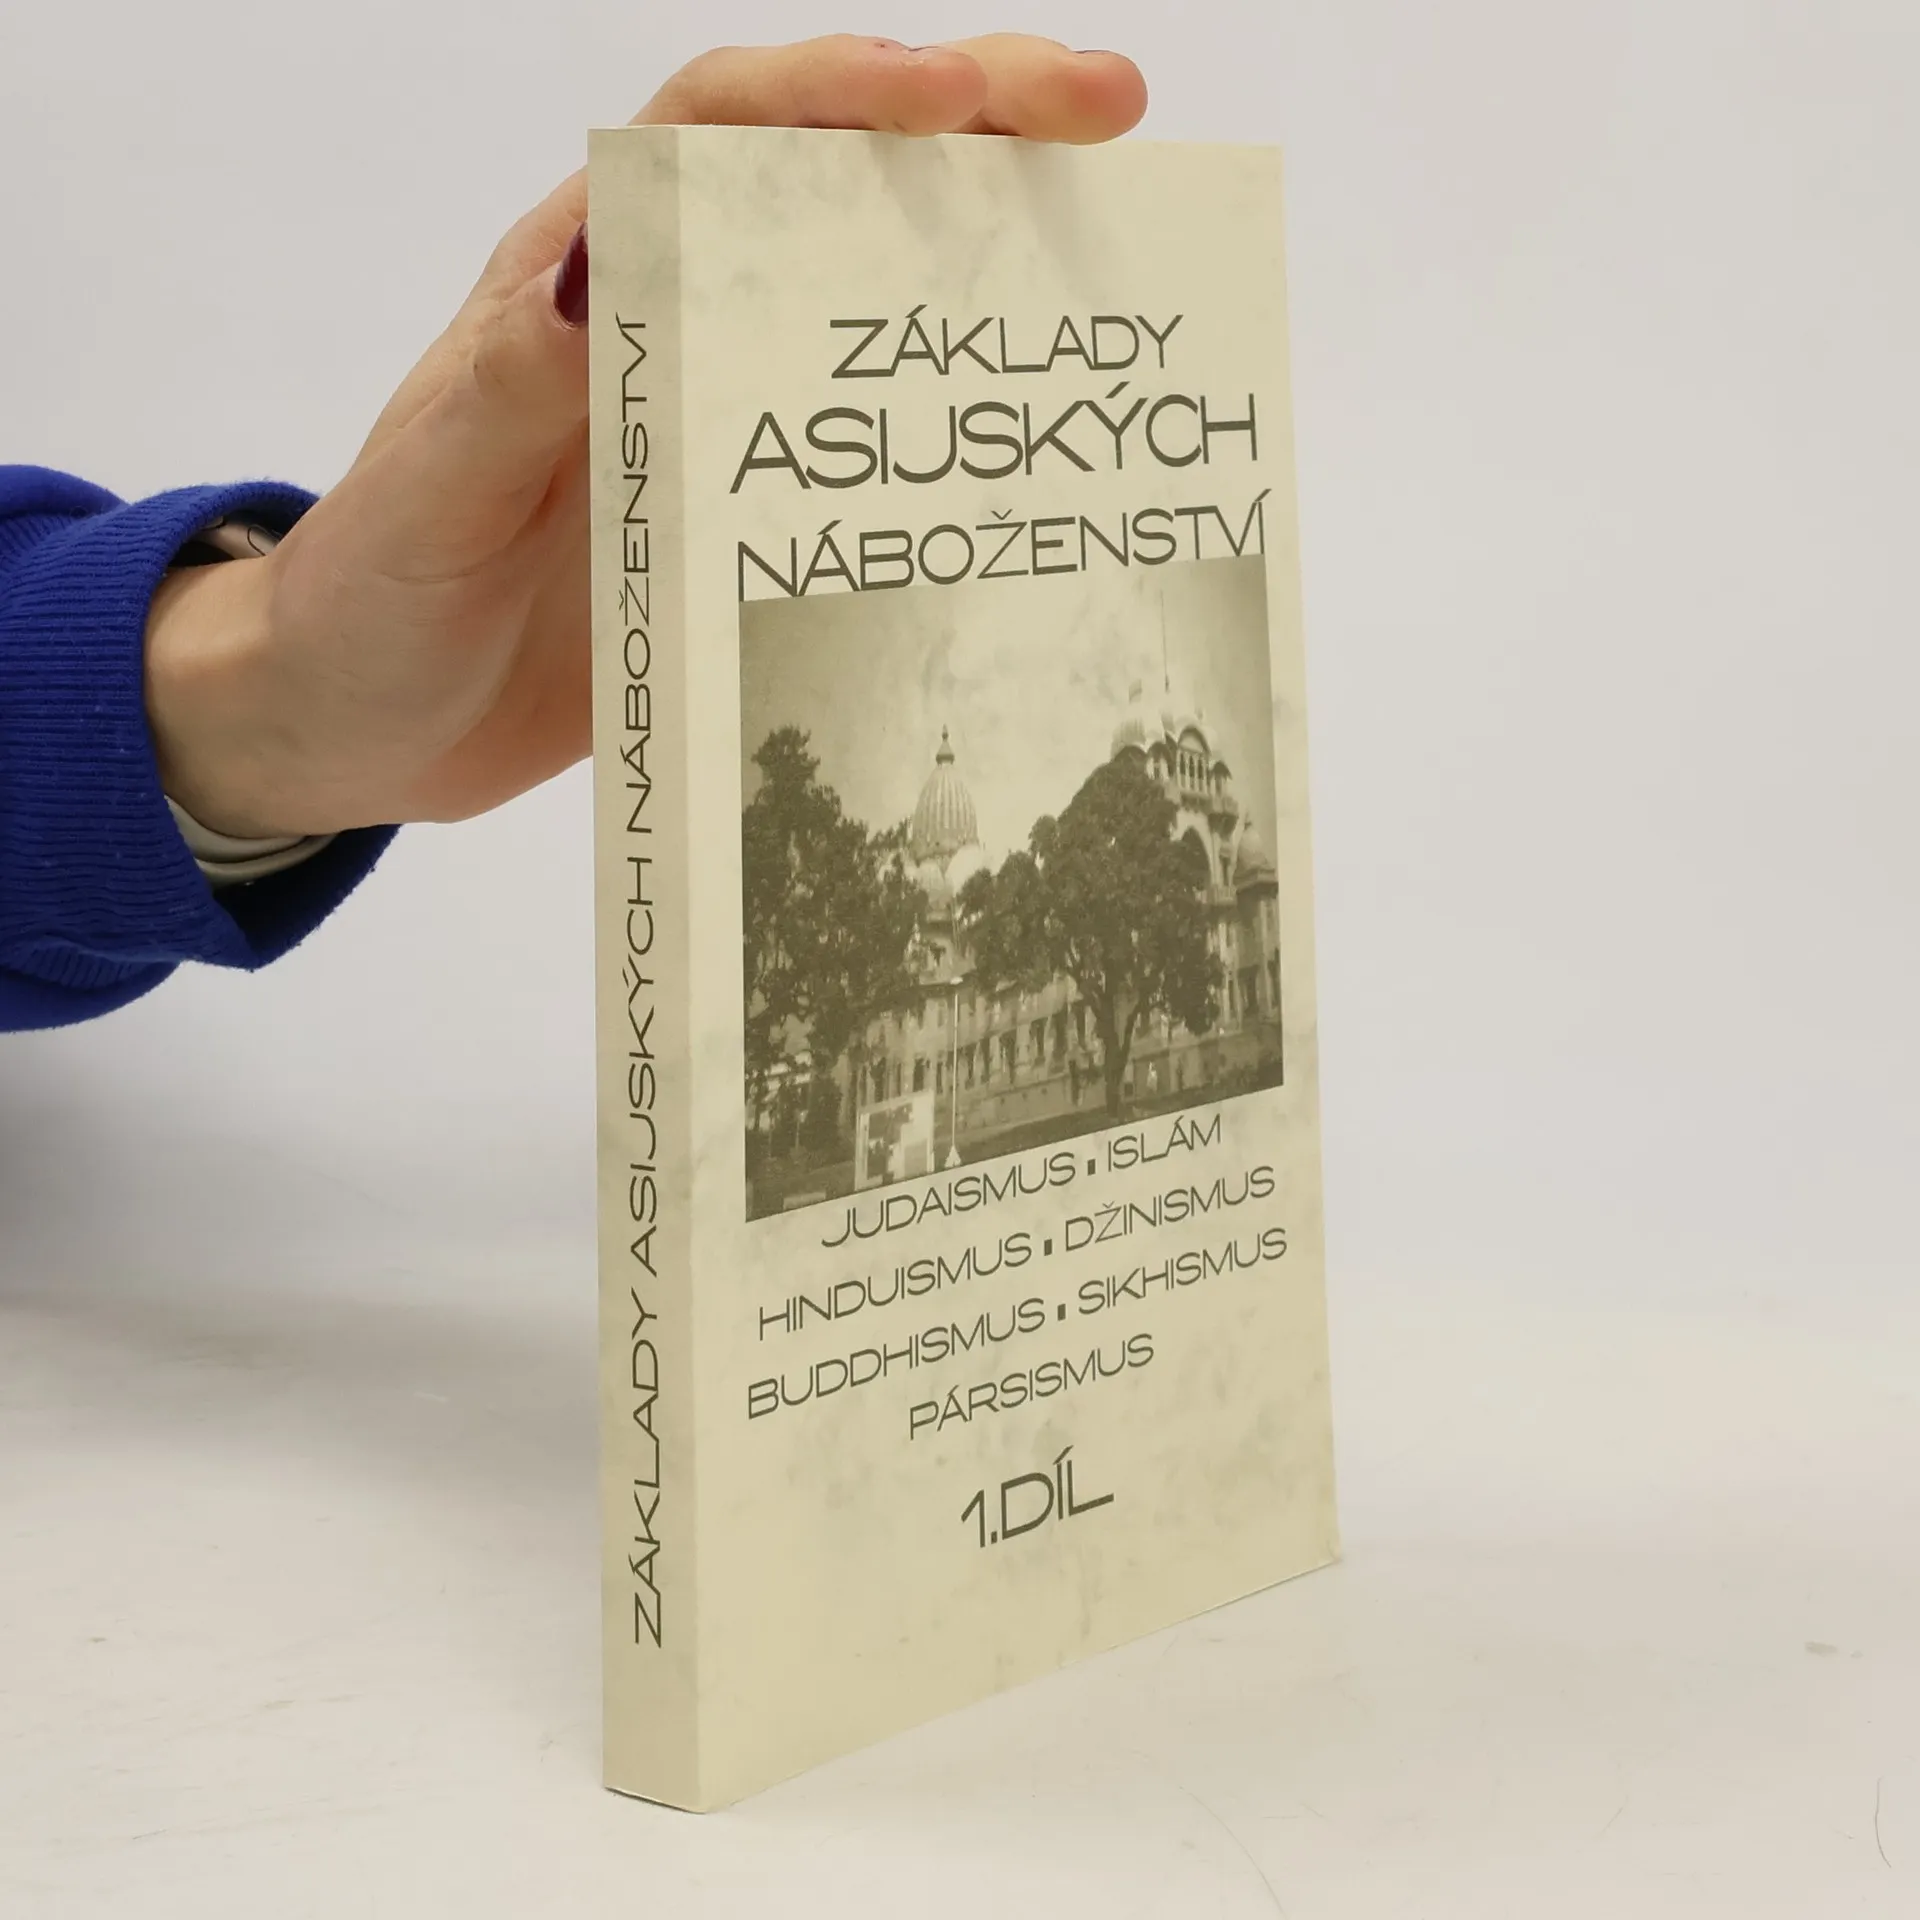 ZÁKLADY ASIJSKÝCH NÁBOŽENSTVÍ
ZÁKLADY
ASIJSKÝCH
NÁBOŽENSTVÍ
JUDAISMUS ▪ ISLÁM
HINDUISMUS ▪ DŽINISMUS
BUDDHISMUS ▪ SIKHISMUS
PÁRSISMUS
1.DÍL